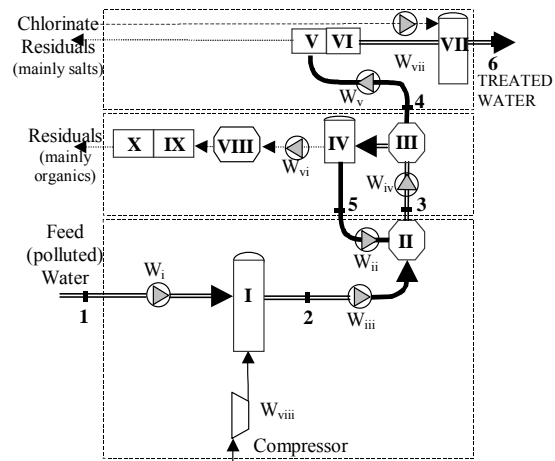 Chlorinate
Residuals
(mainly salts)
V VI
VII
W_vii
6
TREATED
WATER
W_v
4
Residuals
(mainly
organics)
X IX
VIII
W_vi
IV
III
W_iv
5
3
Feed
(polluted)
Water
W_ii
II
W_i
I
1
2
W_iii
W_viii
Compressor